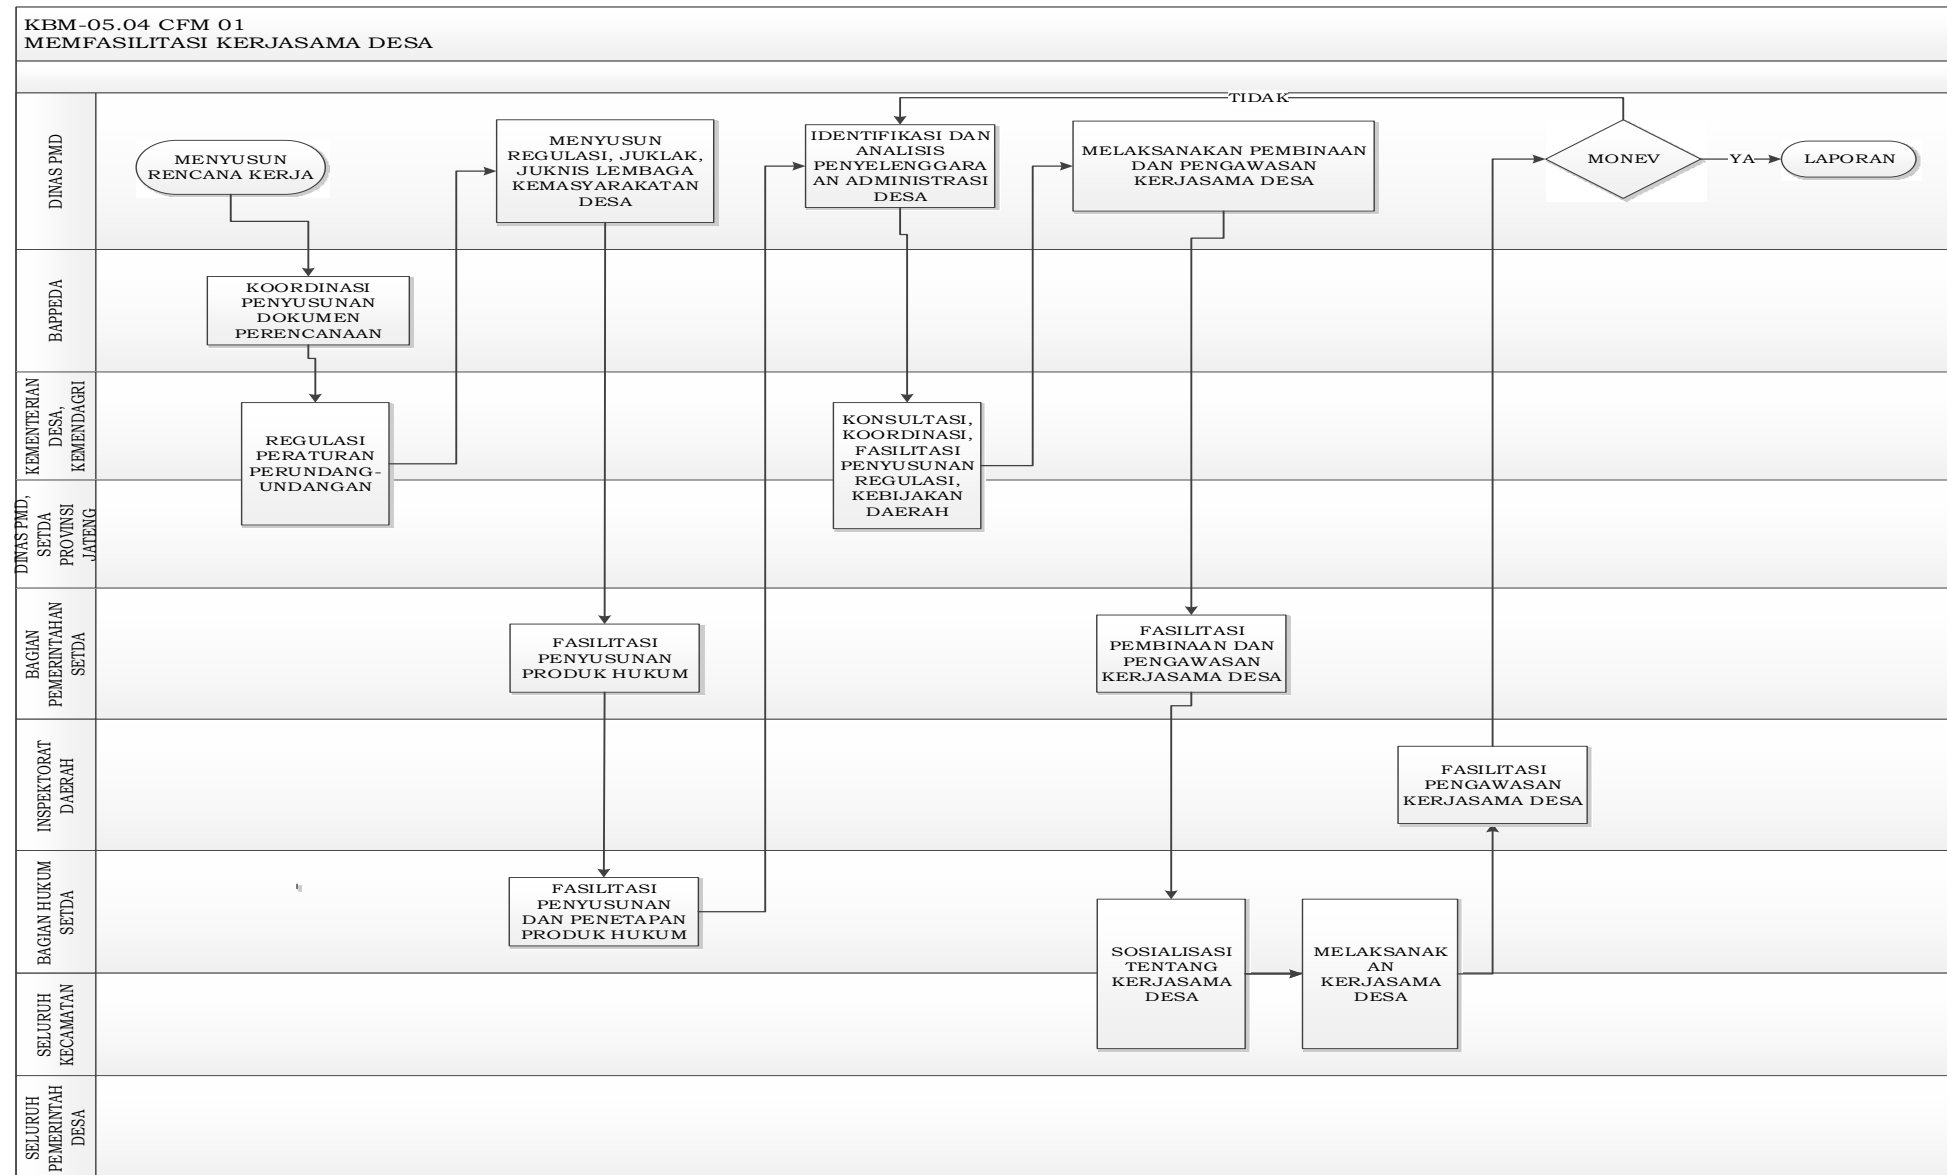 KBM-05.04 CFM 01
MEMFASILITASI KERJASAMA DESA
DINAS PMD
MENYUSUN
RENCANA KERJA
MENYUSUN
REGULASI, JUKLAK,
JUKNIS LEMBAGA
KEMASYARAKATAN
DESA
IDENTIFIKASI DAN
ANALISIS
PENYELENGGARA
AN ADMINISTRASI
DESA
TIDAK
MELAKSANAKAN PEMBINAAN
DAN PENGAWASAN
KERJASAMA DESA
MONEV
YA
LAPORAN
BAPPEDA
KOORDINASI
PENYUSUNAN
DOKUMEN
PERENCANAAN
KEMENTERIAN
DESA,
KEMENDAGRI
REGULASI
PERATURAN
PERUNDANG-
UNDANGAN
KONSULTASI,
KOORDINASI,
FASILITASI
PENYUSUNAN
REGULASI,
KEBIJAKAN
DAERAH
DINAS PMD,
SETDA
PROVINSI
JATENG
BAGIAN
PEMERINTAHAN
SETDA
FASILITASI
PENYUSUNAN
PRODUK HUKUM
FASILITASI
PEMBINAAN DAN
PENGAWASAN
KERJASAMA DESA
INSPEKTORAT
DAERAH
FASILITASI
PENGAWASAN
KERJASAMA DESA
BAGIAN HUKUM
SETDA
FASILITASI
PENYUSUNAN
DAN PENETAPAN
PRODUK HUKUM
SOSIALISASI
TENTANG
KERJASAMA
DESA
MELAKSANAK
AN
KERJASAMA
DESA
SELURUH
KECAMATAN
SELURUH
PEMERINTAH
DESA